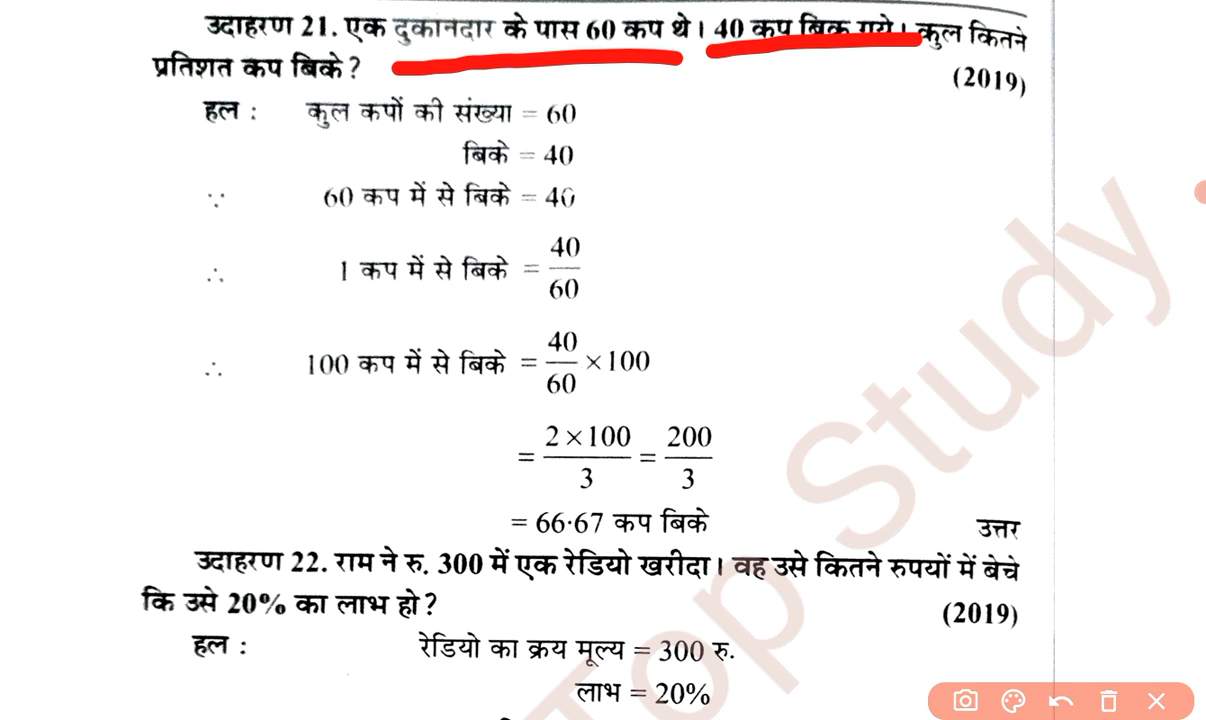 उदाहरण 21. एक दुकानदार के पास 60 कप थे। 40 कप बिक गये। कुल कितने
प्रतिशत कप बिके?
(2019)
हल : कुल कपों की संख्या = 60
बिके = 40
∵ 60 कप में से बिके = 40
∴ 1 कप में से बिके = 40/60
∴ 100 कप में से बिके = 40/60 × 100
= 2 × 100/3 = 200/3
= 66·67 कप बिके उत्तर
उदाहरण 22. राम ने रु. 300 में एक रेडियो खरीदा। वह उसे कितने रुपयों में बेचे
कि उसे 20% का लाभ हो?
(2019)
हल : रेडियो का क्रय मूल्य = 300 रु.
लाभ = 20%
Top Study